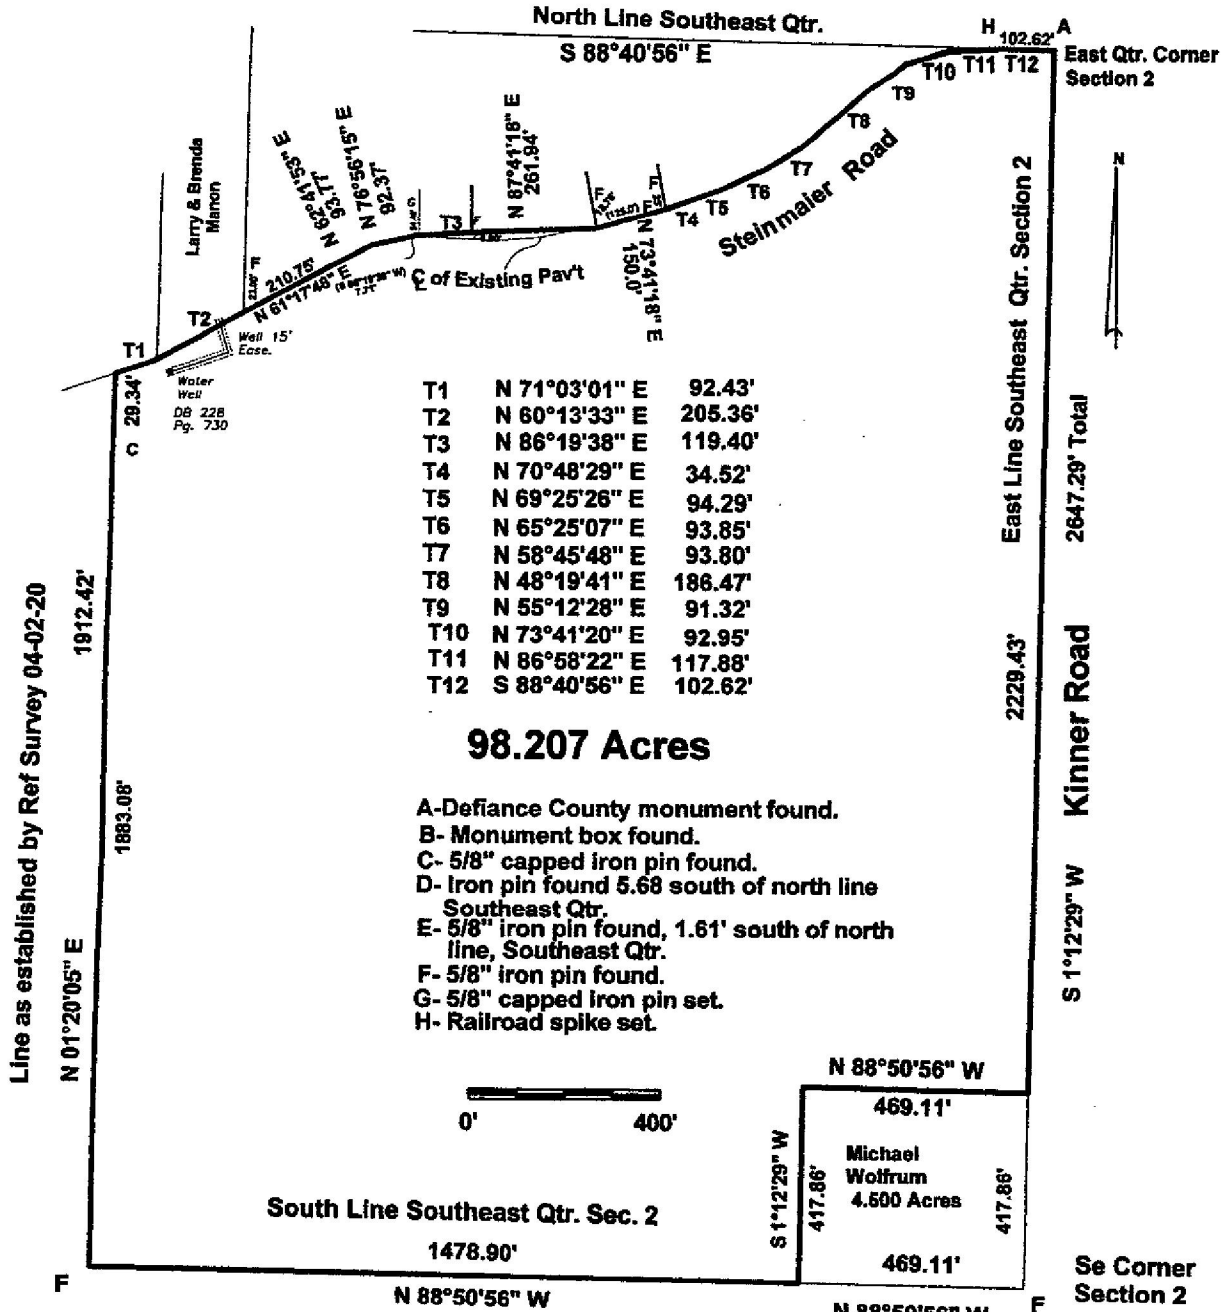 North Line Southeast Qtr.
S 88°40'56" E
H 102.62' A
East Qtr. Corner
Section 2
T10 T11 T12
T9
T8
T7
T6
T5
T4
Steinmaier Road
Larry & Brenda
Manon
N 62°41'53" E
93.77'
N 76°56'15" E
92.37'
N 87°41'18" E
261.94'
T3
F
F
F
F
N 73°41'18" E
150.0'
℄ of Existing Pav't
210.75'
N 61°17'48" E
T2
T1
Well 15'
Ease.
Water
Well
DB 228
Pg. 730
29.34'
C
N
T1 N 71°03'01" E 92.43'
T2 N 60°13'33" E 205.36'
T3 N 86°19'38" E 119.40'
T4 N 70°48'29" E 34.52'
T5 N 69°25'26" E 94.29'
T6 N 65°25'07" E 93.85'
T7 N 58°45'48" E 93.80'
T8 N 48°19'41" E 186.47'
T9 N 55°12'28" E 91.32'
T10 N 73°41'20" E 92.95'
T11 N 86°58'22" E 117.88'
T12 S 88°40'56" E 102.62'
98.207 Acres
A-Defiance County monument found.
B- Monument box found.
C- 5/8" capped iron pin found.
D- Iron pin found 5.68 south of north line
Southeast Qtr.
E- 5/8" iron pin found, 1.61' south of north
line, Southeast Qtr.
F- 5/8" iron pin found.
G- 5/8" capped iron pin set.
H- Railroad spike set.
0' 400'
Line as established by Ref Survey 04-02-20
N 01°20'05" E
1912.42'
1883.08'
East Line Southeast Qtr. Section 2
2647.29' Total
2229.43'
Kinner Road
S 1°12'29" W
N 88°50'56" W
469.11'
Michael
Wolfrum
4.500 Acres
S 1°12'29" W
417.86'
417.86'
469.11'
South Line Southeast Qtr. Sec. 2
1478.90'
N 88°50'56" W
F
Se Corner
Section 2
N 88°50'56" W
F